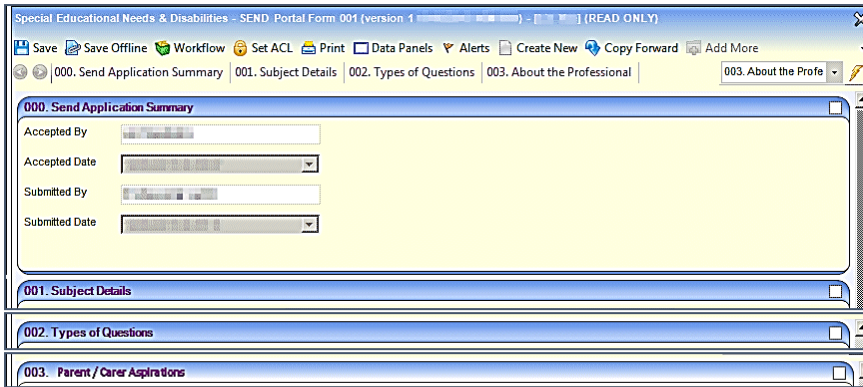 Special Educational Needs & Disabilities - SEND Portal Form 001 (version 1 ) - [ ] (READ ONLY)
Save Save Offline Workflow Set ACL Print Data Panels Alerts Create New Copy Forward Add More
000. Send Application Summary 001. Subject Details 002. Types of Questions 003. About the Professional 003. About the Profe
000. Send Application Summary
Accepted By
Accepted Date
Submitted By
Submitted Date
001. Subject Details
002. Types of Questions
003. Parent / Carer Aspirations